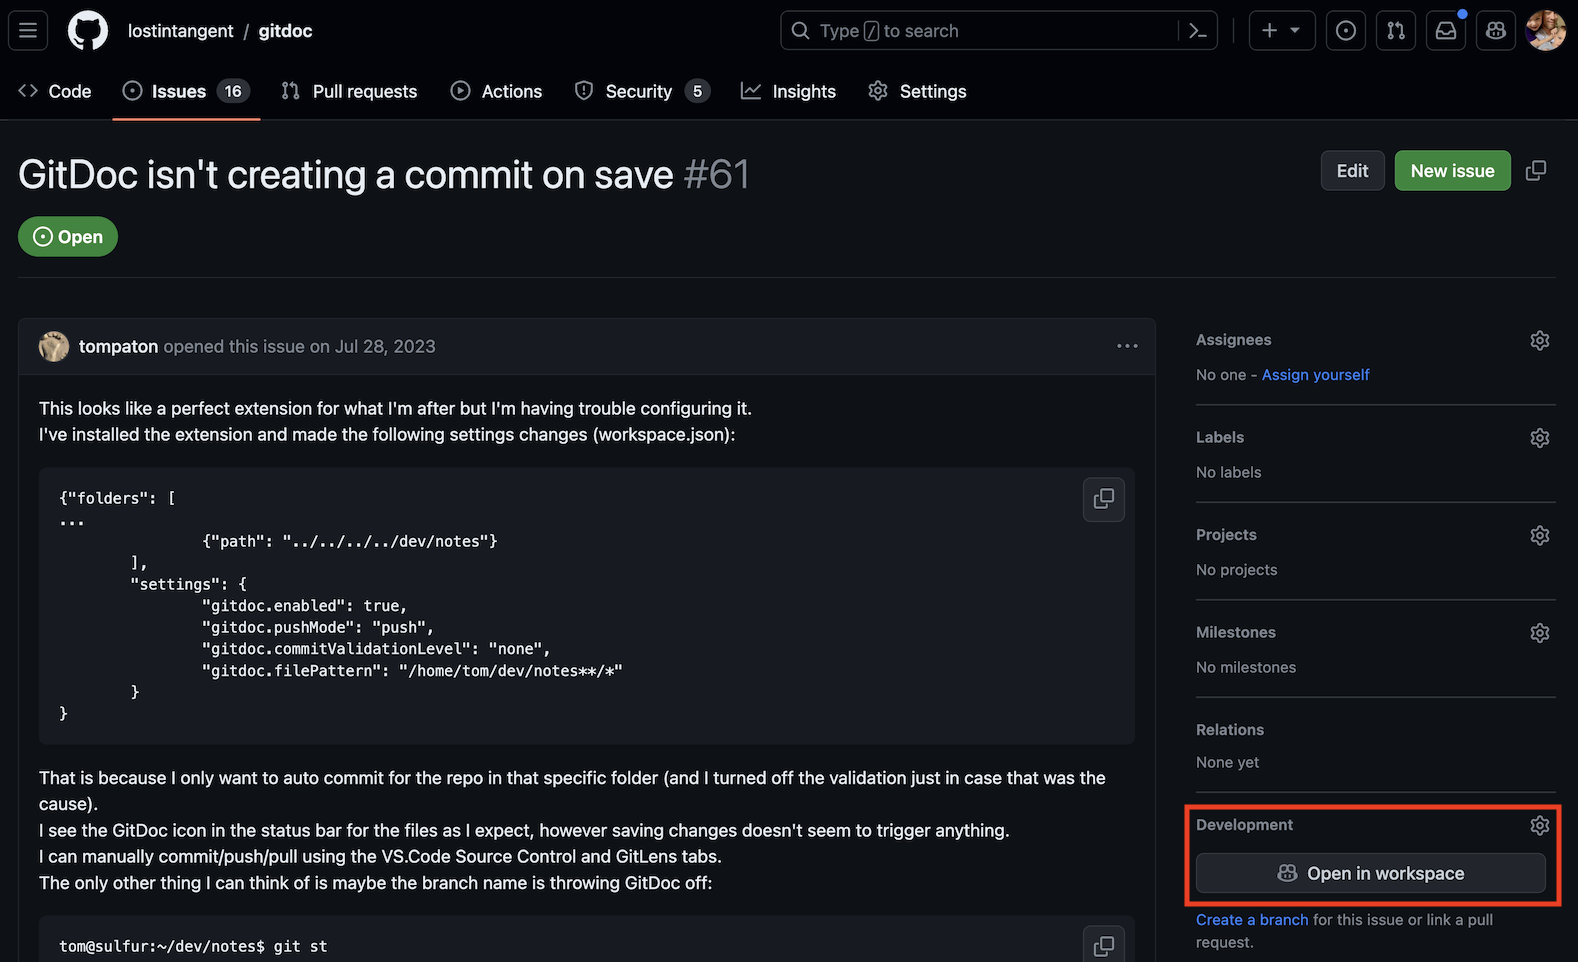 lostintangent / gitdoc
Type / to search
Code
Issues 16
Pull requests
Actions
Security 5
Insights
Settings
GitDoc isn't creating a commit on save #61
Edit
New issue
Open
tompaton opened this issue on Jul 28, 2023
This looks like a perfect extension for what I'm after but I'm having trouble configuring it.
I've installed the extension and made the following settings changes (workspace.json):
{"folders": [
...
{"path": "../../../../dev/notes"}
],
"settings": {
"gitdoc.enabled": true,
"gitdoc.pushMode": "push",
"gitdoc.commitValidationLevel": "none",
"gitdoc.filePattern": "/home/tom/dev/notes**/*"
}
}
That is because I only want to auto commit for the repo in that specific folder (and I turned off the validation just in case that was the
cause).
I see the GitDoc icon in the status bar for the files as I expect, however saving changes doesn't seem to trigger anything.
I can manually commit/push/pull using the VS.Code Source Control and GitLens tabs.
The only other thing I can think of is maybe the branch name is throwing GitDoc off:
tom@sulfur:~/dev/notes$ git st
Assignees
No one - Assign yourself
Labels
No labels
Projects
No projects
Milestones
No milestones
Relations
None yet
Development
Open in workspace
Create a branch for this issue or link a pull
request.